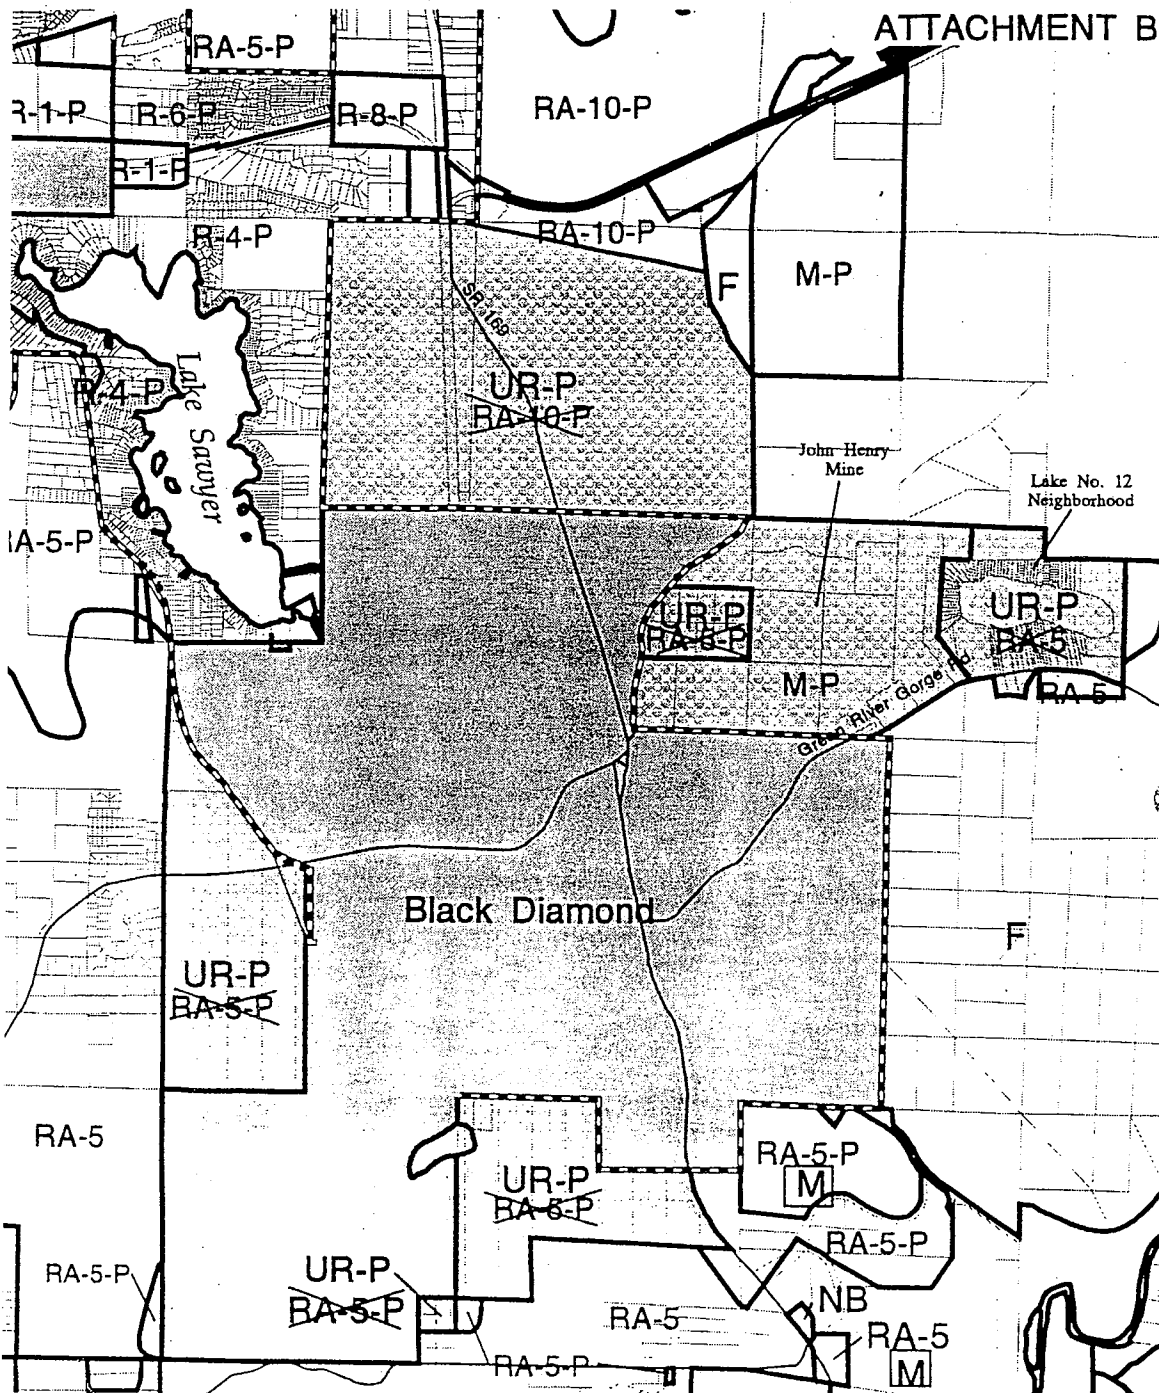 ATTACHMENT B
RA-5-P
RA-10-P
R-1-P
R-6-P
R-8-P
R-1-P
R-4-P
RA-10-P
F
M-P
SR 169
UR-P
RA-10-P
R-4-P
Lake Sawyer
John Henry
Mine
Lake No. 12
Neighborhood
RA-5-P
UR-P
RA-5-P
UR-P
RA-5
M-P
RA-5
Green River Gorge Rd
Black Diamond
F
UR-P
RA-5-P
RA-5
RA-5-P
M
UR-P
RA-5-P
RA-5-P
RA-5-P
UR-P
RA-5-P
NB
RA-5
RA-5
M
RA-5-P